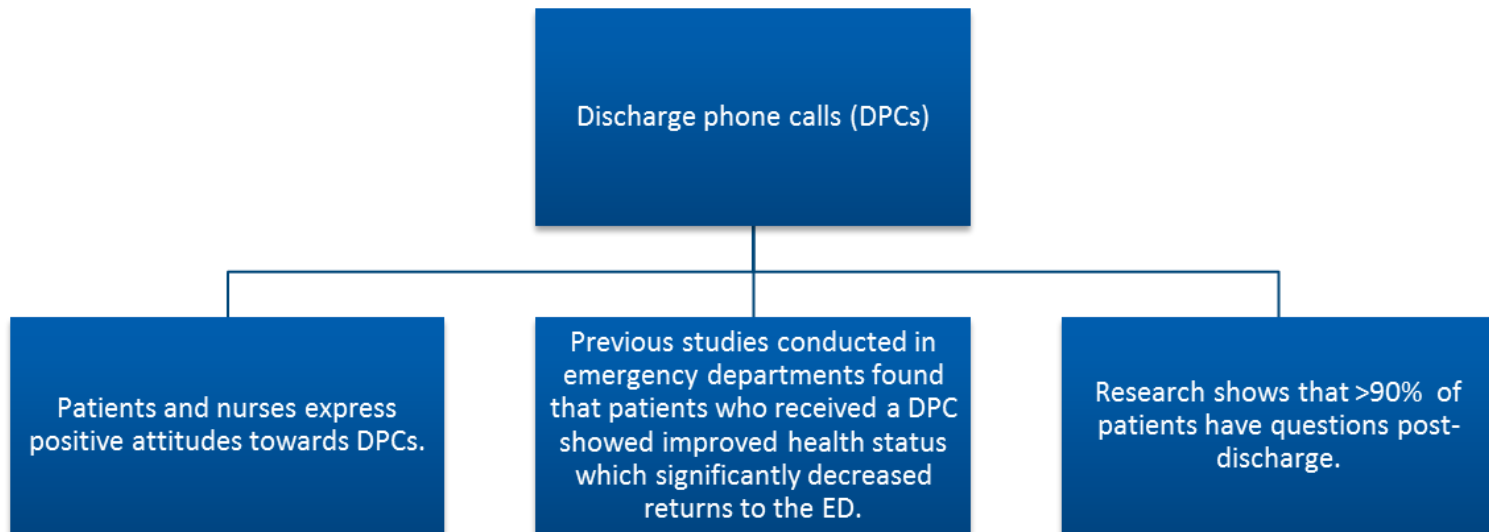 Discharge phone calls (DPCs)
Patients and nurses express
positive attitudes towards DPCs.
Previous studies conducted in
emergency departments found
that patients who received a DPC
showed improved health status
which significantly decreased
returns to the ED.
Research shows that >90% of
patients have questions post-
discharge.